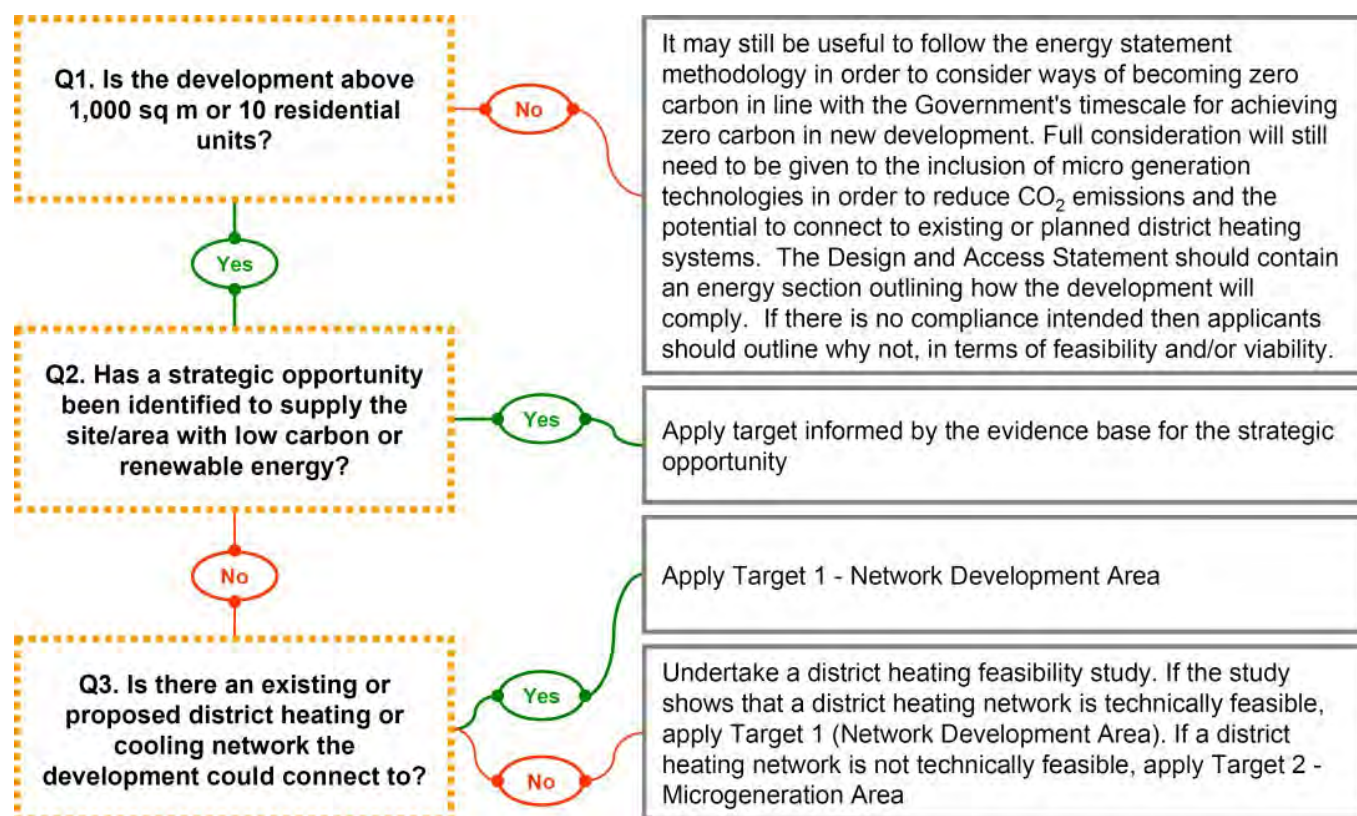 Q1. Is the development above
1,000 sq m or 10 residential
units?
No
It may still be useful to follow the energy statement
methodology in order to consider ways of becoming zero
carbon in line with the Government's timescale for achieving
zero carbon in new development. Full consideration will still
need to be given to the inclusion of micro generation
technologies in order to reduce CO₂ emissions and the
potential to connect to existing or planned district heating
systems.  The Design and Access Statement should contain
an energy section outlining how the development will
comply.  If there is no compliance intended then applicants
should outline why not, in terms of feasibility and/or viability.
Yes
Q2. Has a strategic opportunity
been identified to supply the
site/area with low carbon or
renewable energy?
Yes
Apply target informed by the evidence base for the strategic
opportunity
No
Q3. Is there an existing or
proposed district heating or
cooling network the
development could connect to?
Yes
Apply Target 1 - Network Development Area
No
Undertake a district heating feasibility study. If the study
shows that a district heating network is technically feasible,
apply Target 1 (Network Development Area). If a district
heating network is not technically feasible, apply Target 2 -
Microgeneration Area